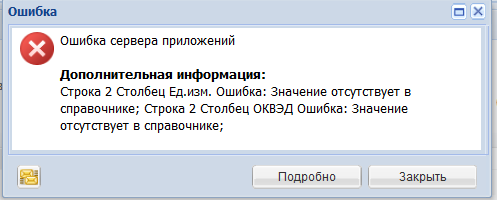 Ошибка
Ошибка сервера приложений
Дополнительная информация:
Строка 2 Столбец Ед.изм. Ошибка: Значение отсутствует в
справочнике; Строка 2 Столбец ОКВЭД Ошибка: Значение
отсутствует в справочнике;
Подробно
Закрыть